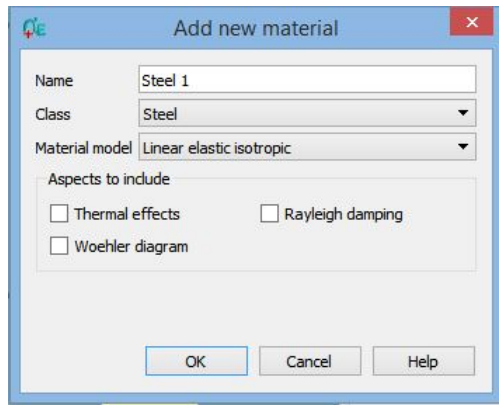 Add new material
Name Steel 1
Class Steel
Material model Linear elastic isotropic
Aspects to include
Thermal effects Rayleigh damping
Woehler diagram
OK Cancel Help